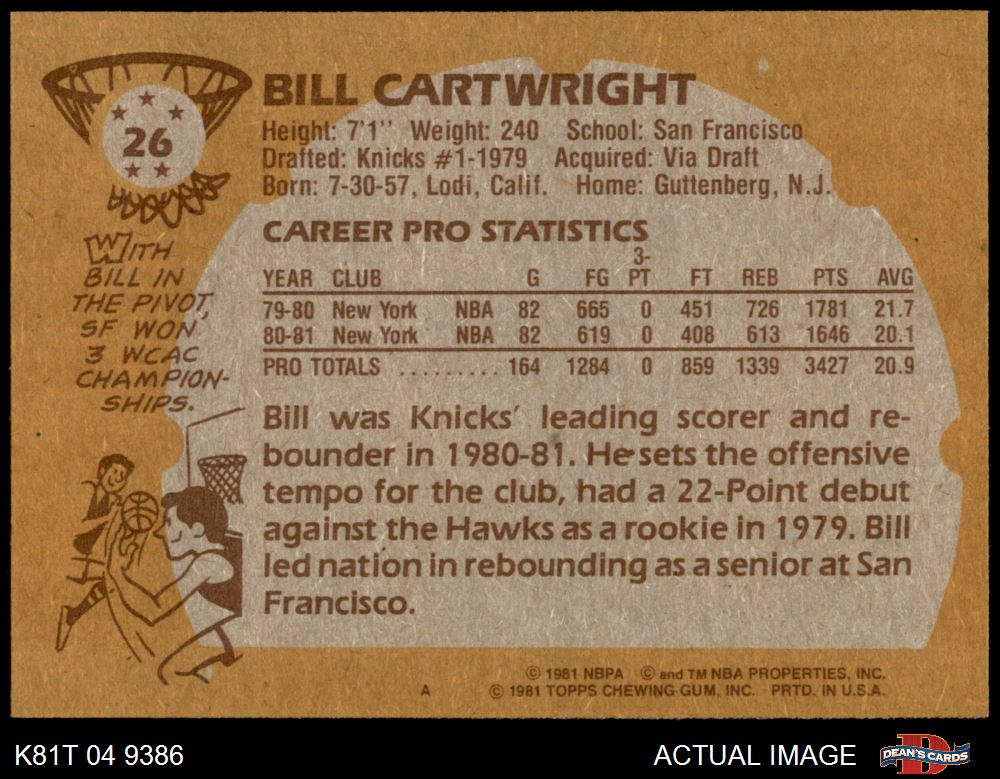 26
BILL CARTWRIGHT
Height: 7'1'' Weight: 240 School: San Francisco
Drafted: Knicks #1-1979 Acquired: Via Draft
Born: 7-30-57, Lodi, Calif. Home: Guttenberg, N.J.
WITH
BILL IN
THE PIVOT,
SF WON
3 WCAC
CHAMPION-
SHIPS.
CAREER PRO STATISTICS
YEAR CLUB G FG 3-PT FT REB PTS AVG
79-80 New York NBA 82 665 0 451 726 1781 21.7
80-81 New York NBA 82 619 0 408 613 1646 20.1
PRO TOTALS ......... 164 1284 0 859 1339 3427 20.9
Bill was Knicks' leading scorer and re-
bounder in 1980-81. He sets the offensive
tempo for the club, had a 22-Point debut
against the Hawks as a rookie in 1979. Bill
led nation in rebounding as a senior at San
Francisco.
© 1981 NBPA © and TM NBA PROPERTIES, INC.
A © 1981 TOPPS CHEWING GUM, INC. PRTD. IN U.S.A.
K81T 04 9386 ACTUAL IMAGE DEAN'S CARDS